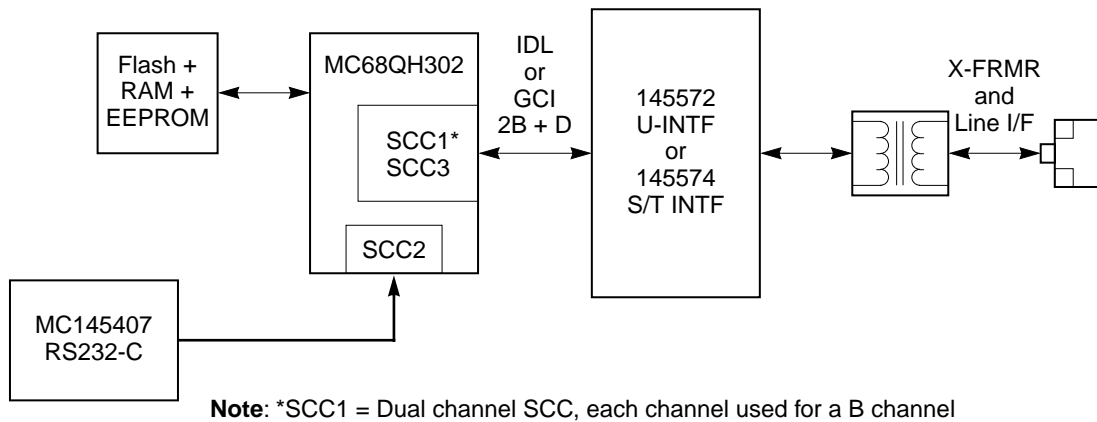 Flash +
RAM +
EEPROM
MC68QH302
SCC1*
SCC3
SCC2
IDL
or
GCI
2B + D
145572
U-INTF
or
145574
S/T INTF
X-FRMR
and
Line I/F
MC145407
RS232-C
Note: *SCC1 = Dual channel SCC, each channel used for a B channel